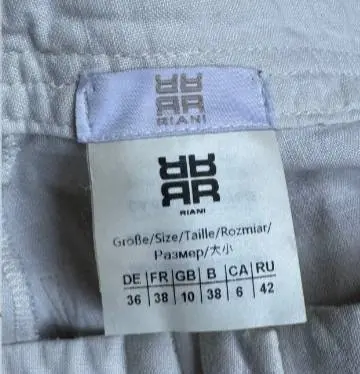 RIANI
RIANI
Größe/Size/Taille/Rozmiar/
Размер/大小
DE FR GB B CA RU
36 38 10 38 6 42